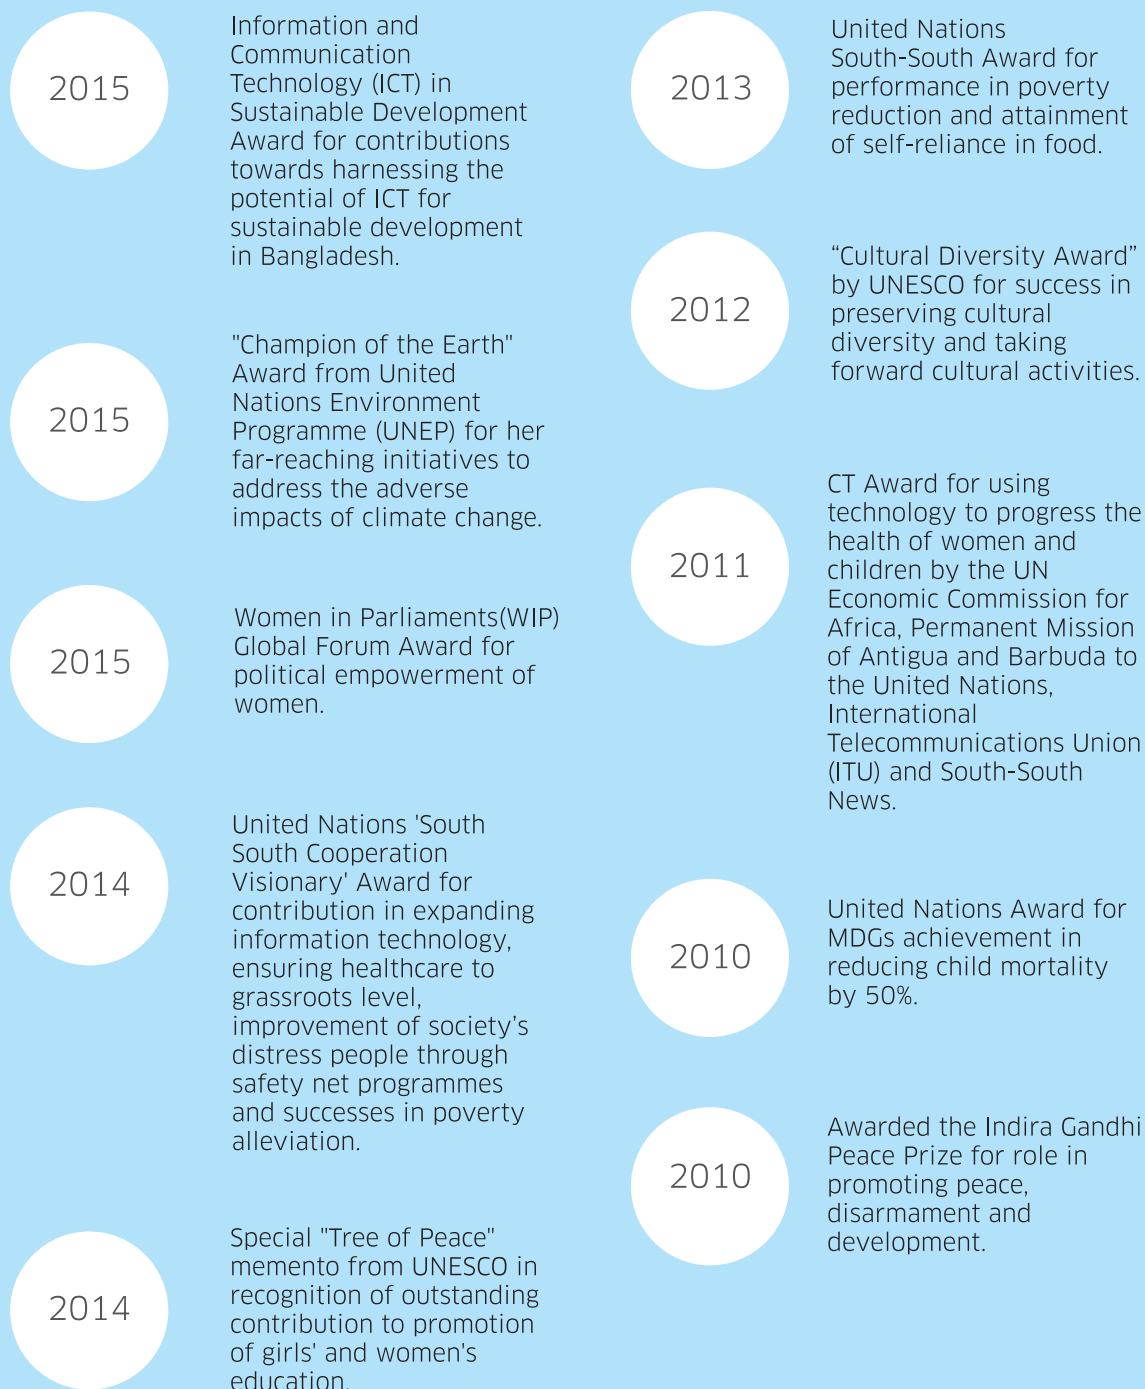 2015
Information and
Communication
Technology (ICT) in
Sustainable Development
Award for contributions
towards harnessing the
potential of ICT for
sustainable development
in Bangladesh.
2015
"Champion of the Earth"
Award from United
Nations Environment
Programme (UNEP) for her
far-reaching initiatives to
address the adverse
impacts of climate change.
2015
Women in Parliaments(WIP)
Global Forum Award for
political empowerment of
women.
2014
United Nations 'South
South Cooperation
Visionary' Award for
contribution in expanding
information technology,
ensuring healthcare to
grassroots level,
improvement of society’s
distress people through
safety net programmes
and successes in poverty
alleviation.
2014
Special "Tree of Peace"
memento from UNESCO in
recognition of outstanding
contribution to promotion
of girls' and women's
education.
2013
United Nations
South-South Award for
performance in poverty
reduction and attainment
of self-reliance in food.
2012
“Cultural Diversity Award”
by UNESCO for success in
preserving cultural
diversity and taking
forward cultural activities.
2011
CT Award for using
technology to progress the
health of women and
children by the UN
Economic Commission for
Africa, Permanent Mission
of Antigua and Barbuda to
the United Nations,
International
Telecommunications Union
(ITU) and South-South
News.
2010
United Nations Award for
MDGs achievement in
reducing child mortality
by 50%.
2010
Awarded the Indira Gandhi
Peace Prize for role in
promoting peace,
disarmament and
development.